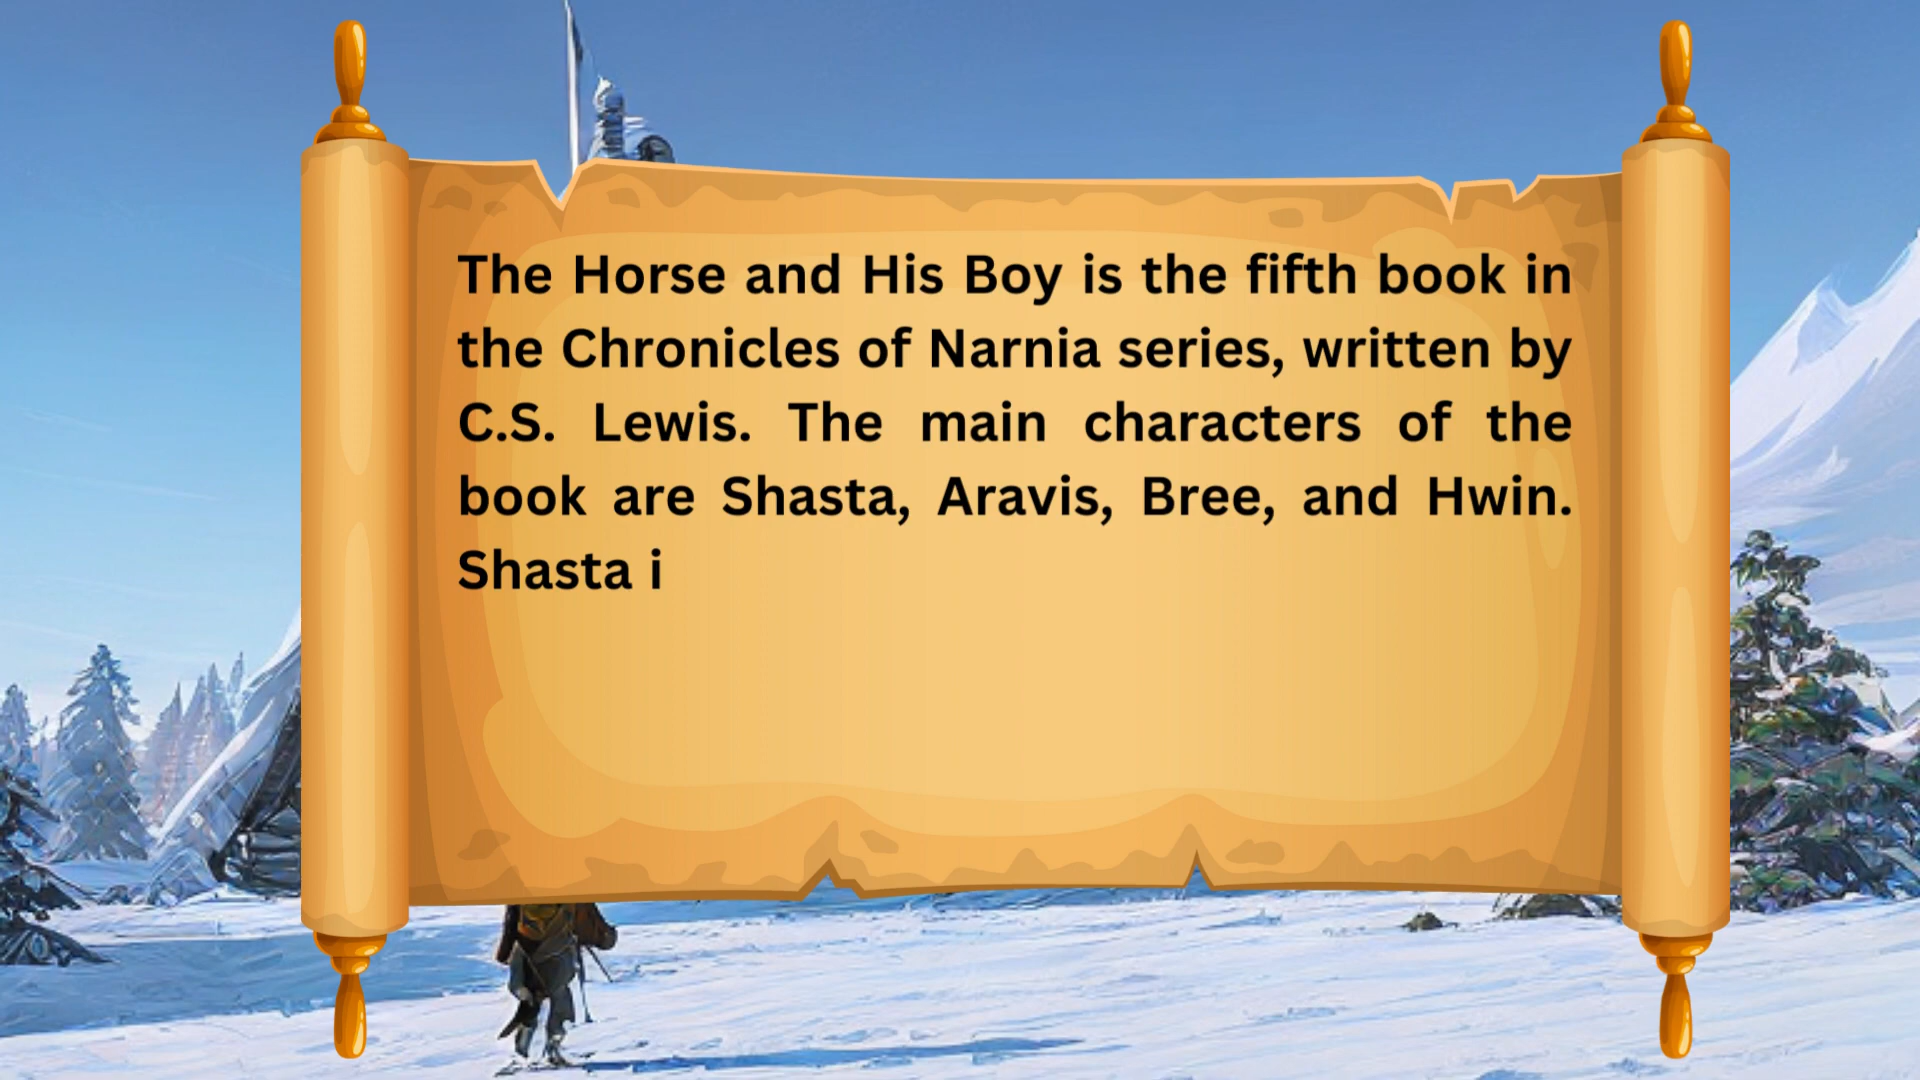 The Horse and His Boy is the fifth book in
the Chronicles of Narnia series, written by
C.S. Lewis. The main characters of the
book are Shasta, Aravis, Bree, and Hwin.
Shasta i